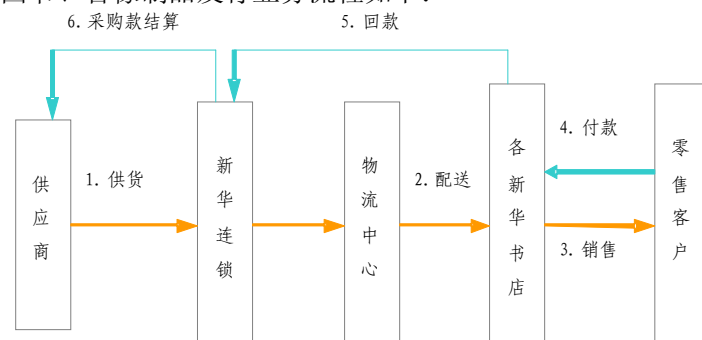 6. 采购款结算
5. 回款
供应商
1. 供货
新华连锁
物流中心
2. 配送
各新华书店
4. 付款
3. 销售
零售客户